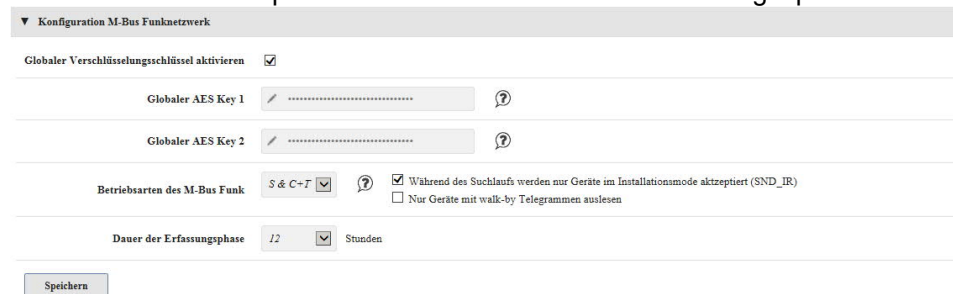 ▼ Konfiguration M-Bus Funknetzwerk
Globaler Verschlüsselungsschlüssel aktivieren
Globaler AES Key 1 ••••••••••••••••••••••••••••••••
Globaler AES Key 2 ••••••••••••••••••••••••••••••••
Betriebsarten des M-Bus Funk S & C+T Während des Suchlaufs werden nur Geräte im Installationsmode aktzeptiert (SND_IR)
Nur Geräte mit walk-by Telegrammen auslesen
Dauer der Erfassungsphase 12 Stunden
Speichern